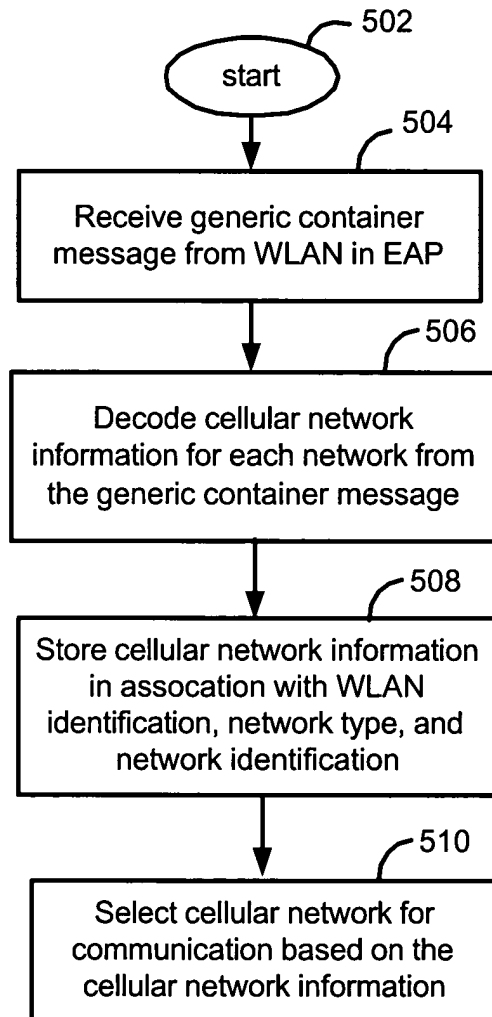 502
start
504
Receive generic container
message from WLAN in EAP
506
Decode cellular network
information for each network from
the generic container message
508
Store cellular network information
in assocation with WLAN
identification, network type, and
network identification
510
Select cellular network for
communication based on the
cellular network information